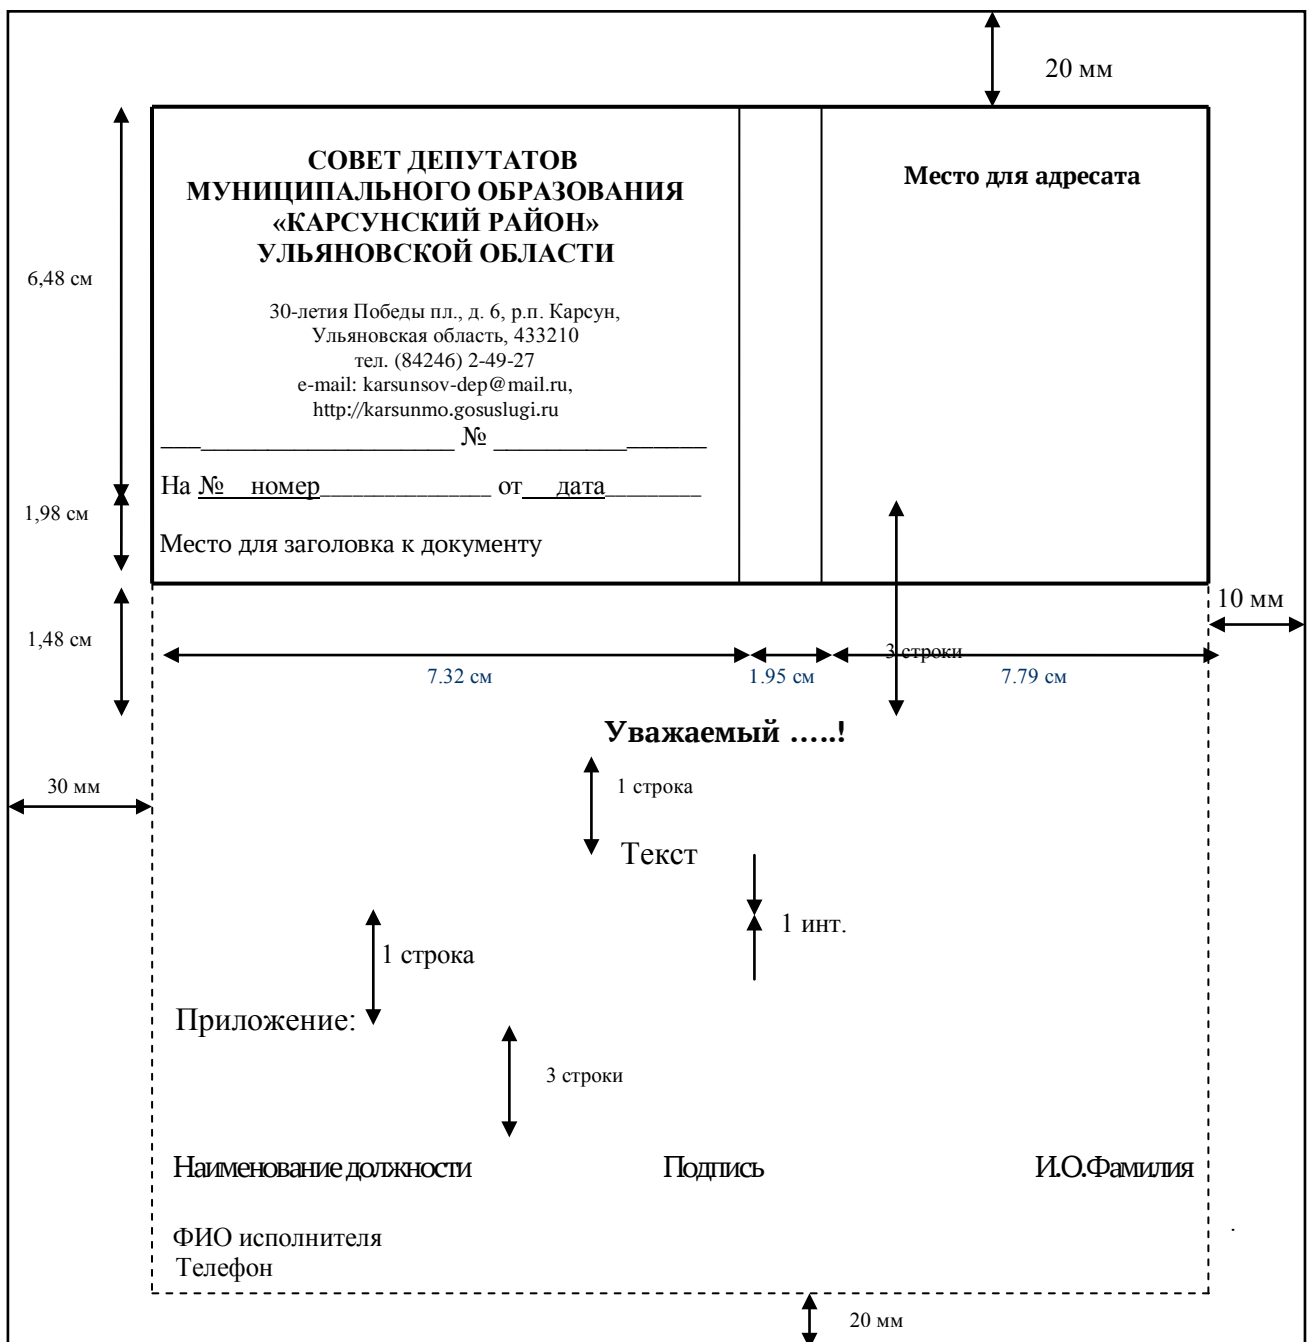 20 мм
СОВЕТ ДЕПУТАТОВ
МУНИЦИПАЛЬНОГО ОБРАЗОВАНИЯ
«КАРСУНСКИЙ РАЙОН»
УЛЬЯНОВСКОЙ ОБЛАСТИ
Место для адресата
6,48 см
30-летия Победы пл., д. 6, р.п. Карсун,
Ульяновская область, 433210
тел. (84246) 2-49-27
e-mail: karsunsov-dep@mail.ru,
http://karsunmo.gosuslugi.ru
______________________ № ________________
На № номер_______________ от дата________
1,98 см
Место для заголовка к документу
10 мм
1,48 см
3 строки
7.32 см 1.95 см 7.79 см
Уважаемый …..!
30 мм
1 строка
Текст
1 инт.
1 строка
Приложение:
3 строки
Наименование должности Подпись И.О.Фамилия
ФИО исполнителя .
Телефон
20 мм